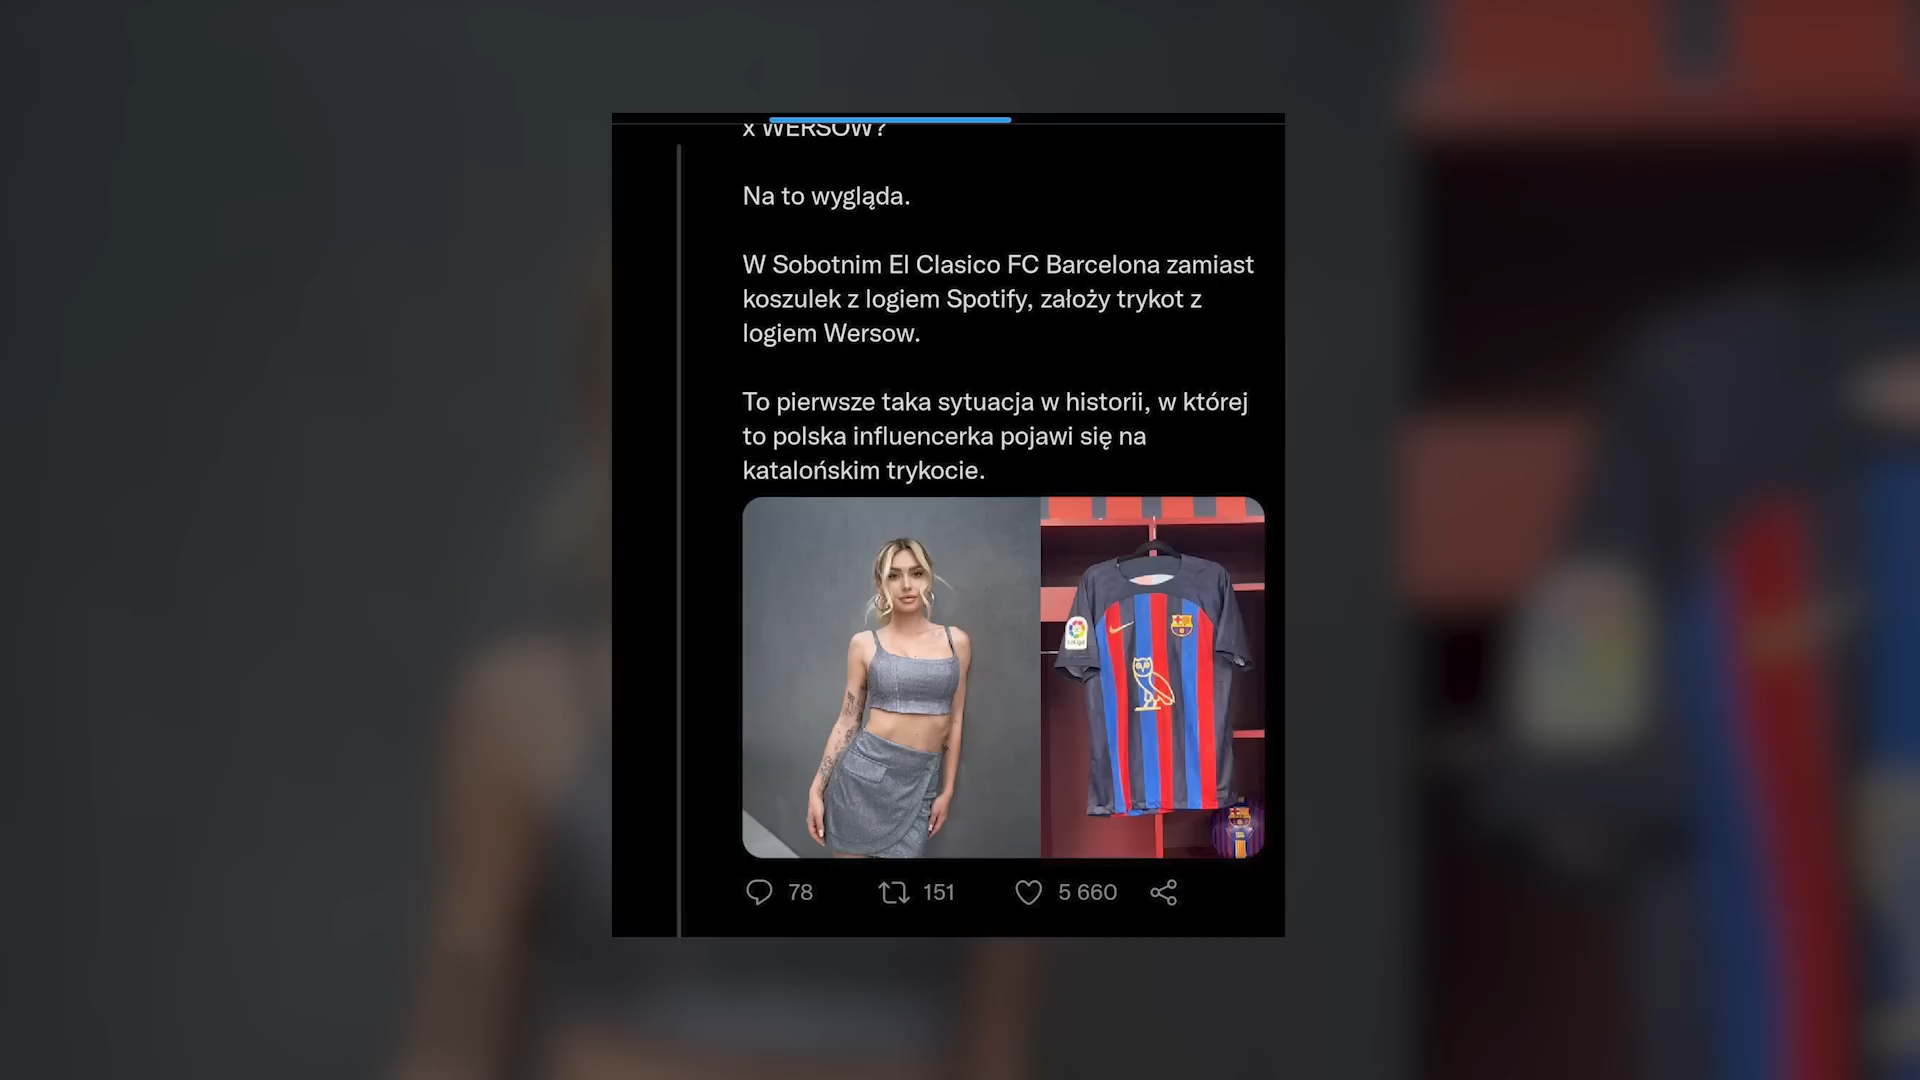 x WERSOW?
Na to wygląda.
W Sobotnim El Clasico FC Barcelona zamiast
koszulek z logiem Spotify, założy trykot z
logiem Wersow.
To pierwsze taka sytuacja w historii, w której
to polska influencerka pojawi się na
katalońskim trykocie.
78 151 5 660